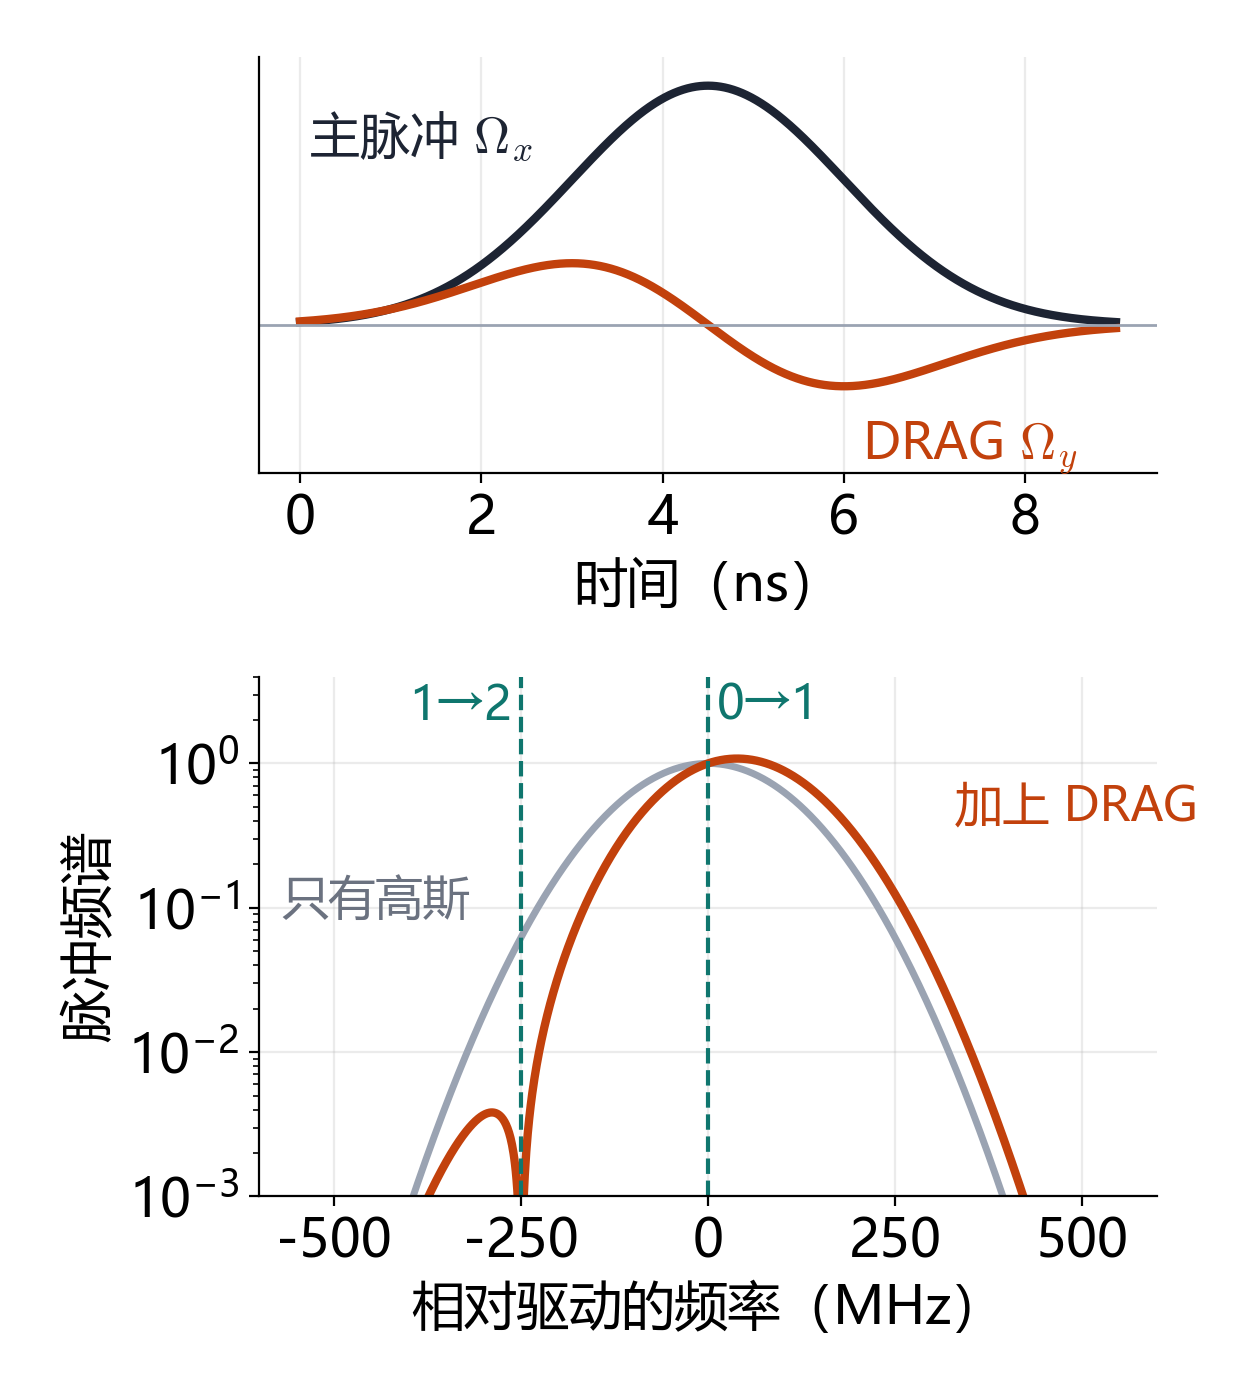 主脉冲 Ωx
DRAG Ωy
0 2 4 6 8
时间（ns）
1→2 0→1
10⁰
加上 DRAG
只有高斯
10⁻¹
脉冲频谱
10⁻²
10⁻³
-500 -250 0 250 500
相对驱动的频率（MHz）